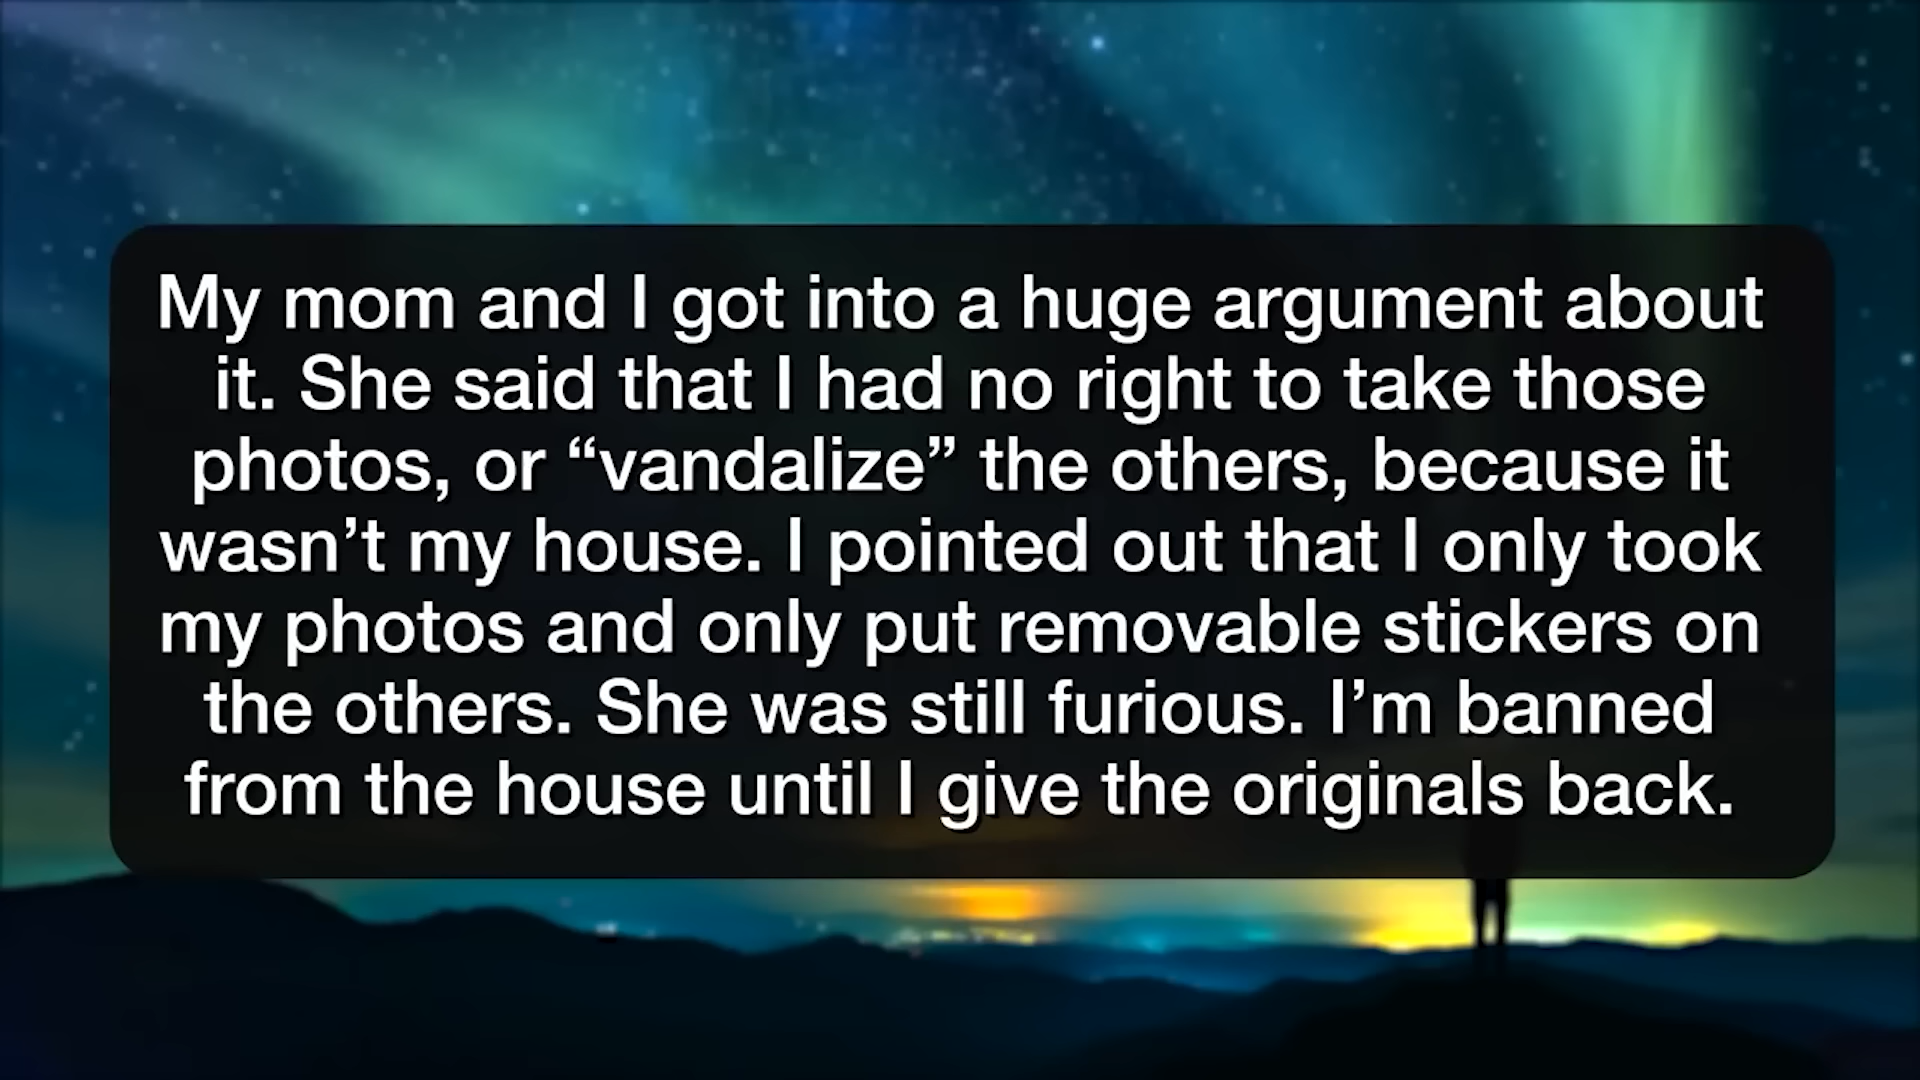 My mom and I got into a huge argument about
it. She said that I had no right to take those
photos, or “vandalize” the others, because it
wasn’t my house. I pointed out that I only took
my photos and only put removable stickers on
the others. She was still furious. I’m banned
from the house until I give the originals back.